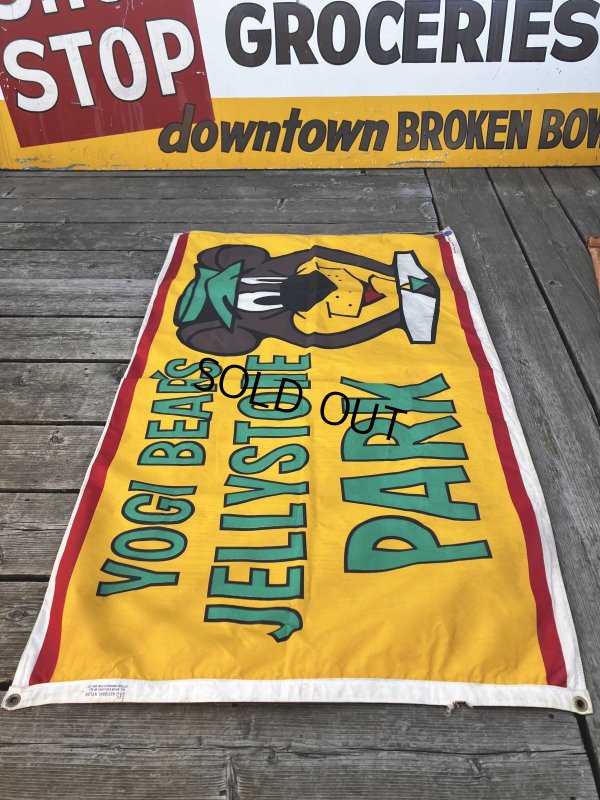 STOP
GROCERIES
downtown BROKEN BOW
YOGI BEAR'S
JELLYSTONE
PARK
SOLD OUT